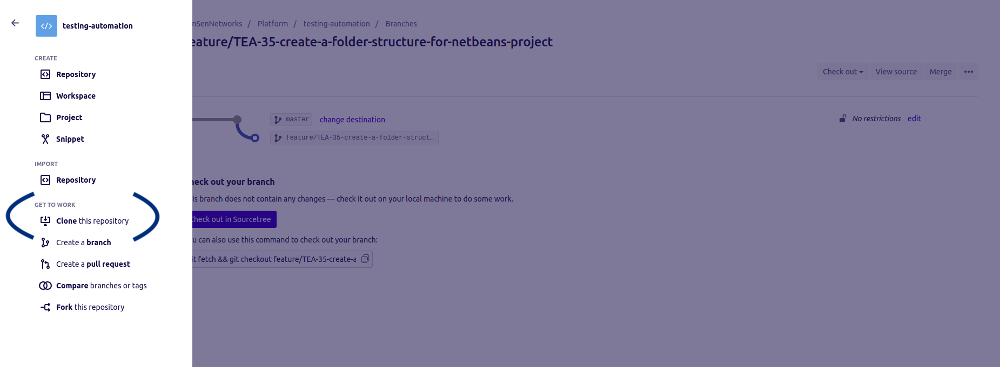 testing-automation
CREATE
Repository
Workspace
Project
Snippet
IMPORT
Repository
GET TO WORK
Clone this repository
Create a branch
Create a pull request
Compare branches or tags
Fork this repository
nSenNetworks / Platform / testing-automation / Branches
eature/TEA-35-create-a-folder-structure-for-netbeans-project
Check out View source Merge •••
master change destination
No restrictions edit
feature/TEA-35-create-a-folder-struct…
heck out your branch
is branch does not contain any changes — check it out on your local machine to do some work.
Check out in Sourcetree
u can also use this command to check out your branch:
it fetch && git checkout feature/TEA-35-create-a